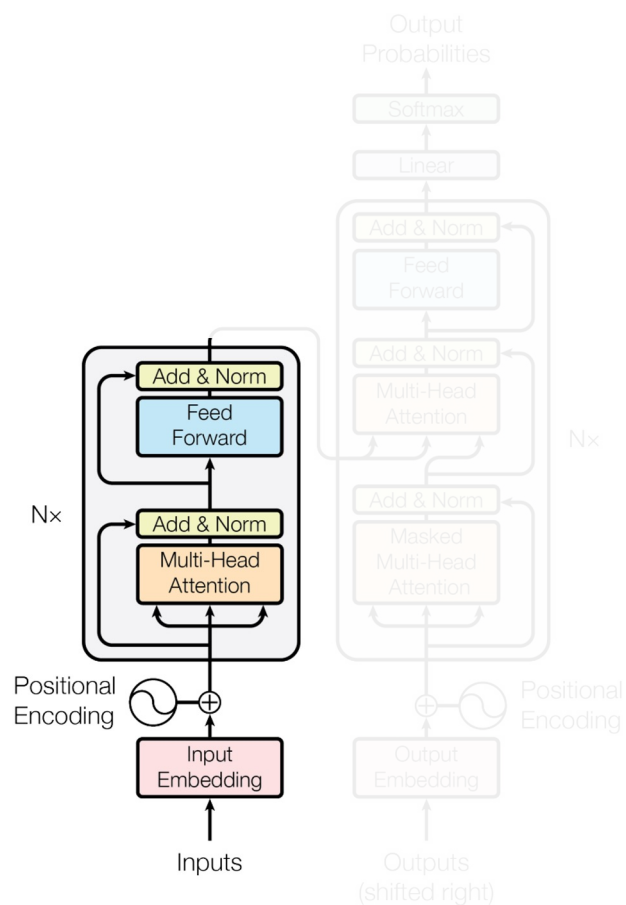 Output
Probabilities
Softmax
Linear
Add & Norm
Feed
Forward
Add & Norm
Multi-Head
Attention
Nx
Add & Norm
Masked
Multi-Head
Attention
Positional
Encoding
Output
Embedding
Outputs
(shifted right)
Add & Norm
Feed
Forward
N×
Add & Norm
Multi-Head
Attention
Positional
Encoding
Input
Embedding
Inputs